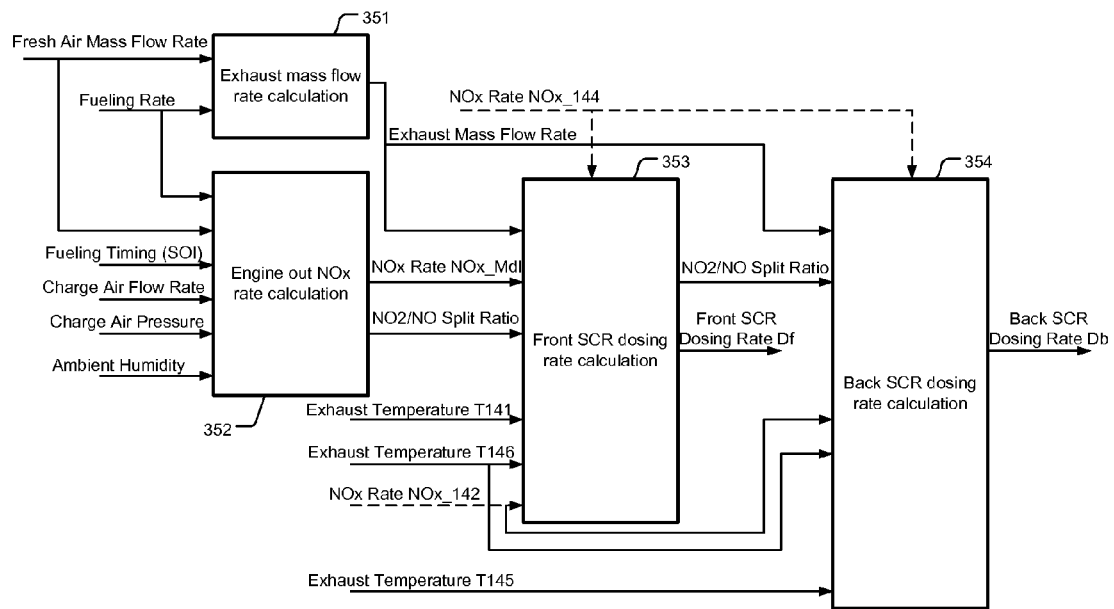 351
Fresh Air Mass Flow Rate
Exhaust mass flow
rate calculation
Fueling Rate
NOx Rate NOx_144
Exhaust Mass Flow Rate
353
354
Fueling Timing (SOI)
Engine out NOx
rate calculation
NOx Rate NOx_Mdl
NO2/NO Split Ratio
Charge Air Flow Rate
Charge Air Pressure
NO2/NO Split Ratio
Front SCR
Dosing Rate Df
Back SCR
Dosing Rate Db
Front SCR dosing
rate calculation
Ambient Humidity
Back SCR dosing
rate calculation
352
Exhaust Temperature T141
Exhaust Temperature T146
NOx Rate NOx_142
Exhaust Temperature T145